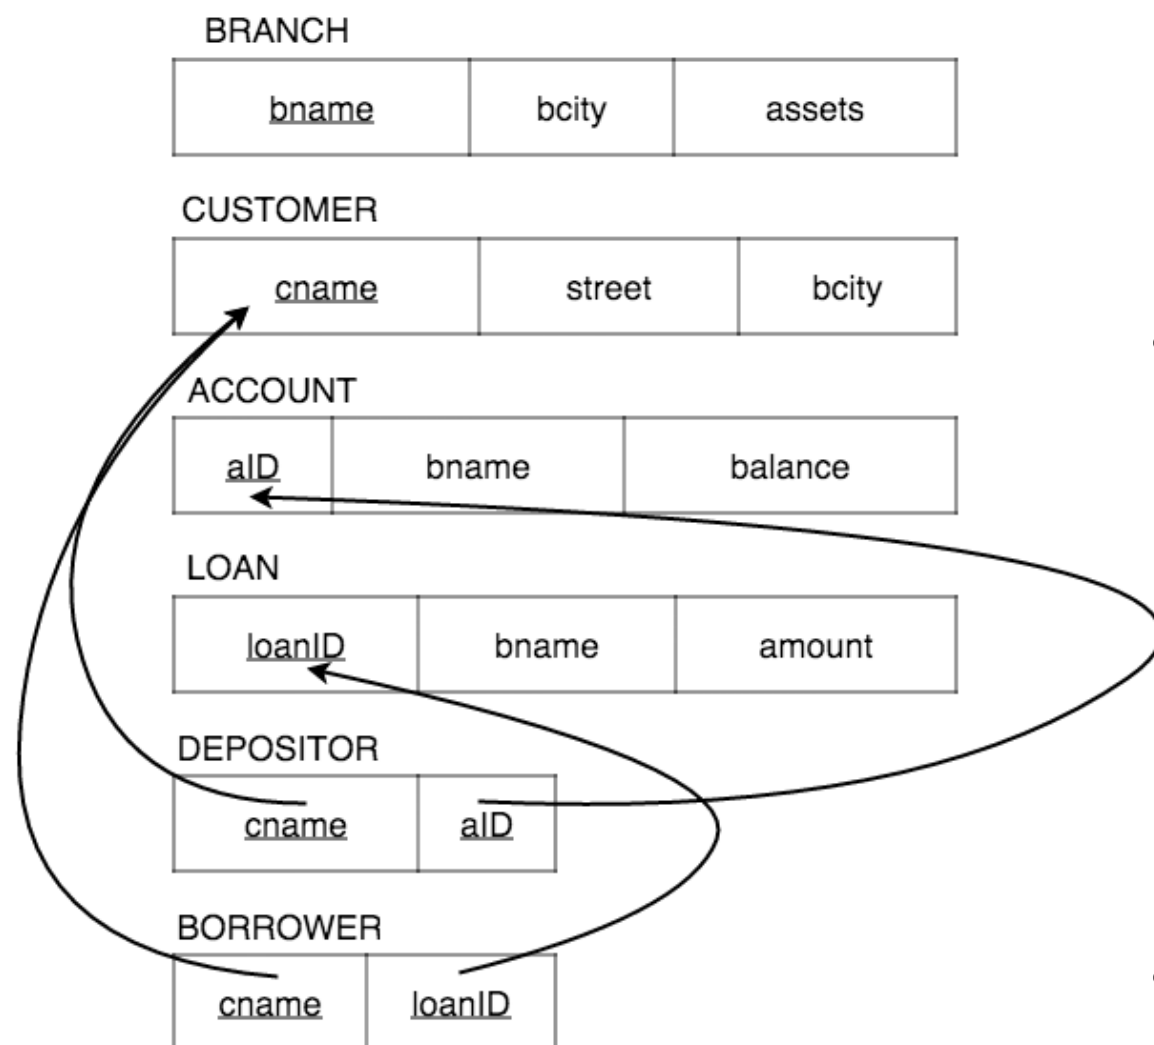 BRANCH
bname bcity assets
CUSTOMER
cname street bcity
ACCOUNT
aID bname balance
LOAN
loanID bname amount
DEPOSITOR
cname aID
BORROWER
cname loanID